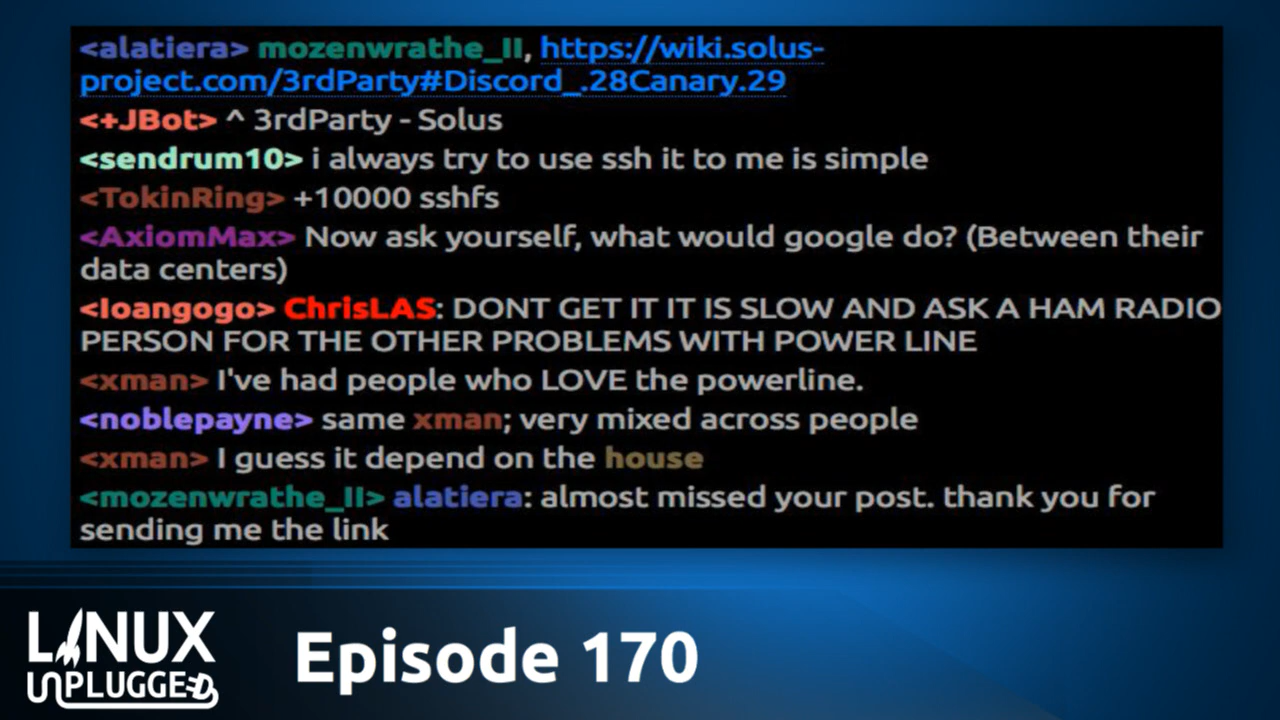 <alatiera> mozenwrathe_II, https://wiki.solus-
project.com/3rdParty#Discord_.28Canary.29
<+JBot> ^ 3rdParty - Solus
<sendrum10> i always try to use ssh it to me is simple
<TokinRing> +10000 sshfs
<AxiomMax> Now ask yourself, what would google do? (Between their
data centers)
<loangogo> ChrisLAS: DONT GET IT IT IS SLOW AND ASK A HAM RADIO
PERSON FOR THE OTHER PROBLEMS WITH POWER LINE
<xman> I've had people who LOVE the powerline.
<noblepayne> same xman; very mixed across people
<xman> I guess it depend on the house
<mozenwrathe_II> alatiera: almost missed your post. thank you for
sending me the link
LINUX
UNPLUGGED
Episode 170